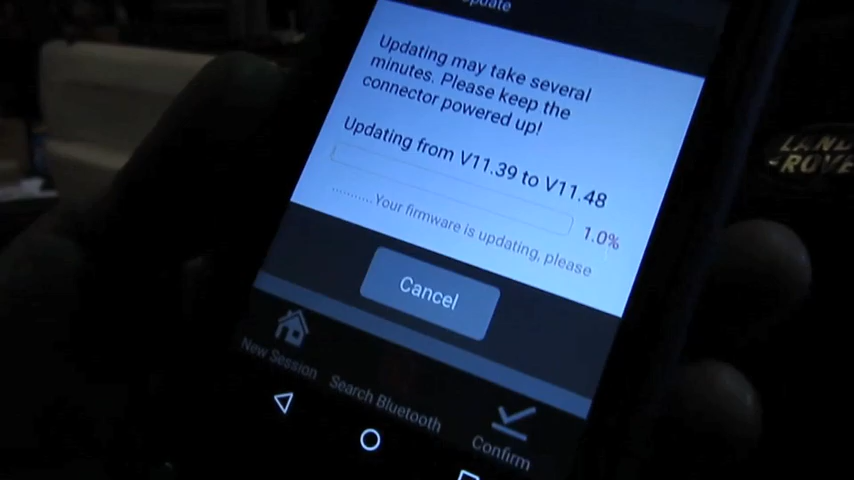 Update
Updating may take several
minutes. Please keep the
connector powered up!
Updating from V11.39 to V11.48
1.0%
............Your firmware is updating, please
Cancel
New Session
Search Bluetooth
Confirm
LAND
ROVER